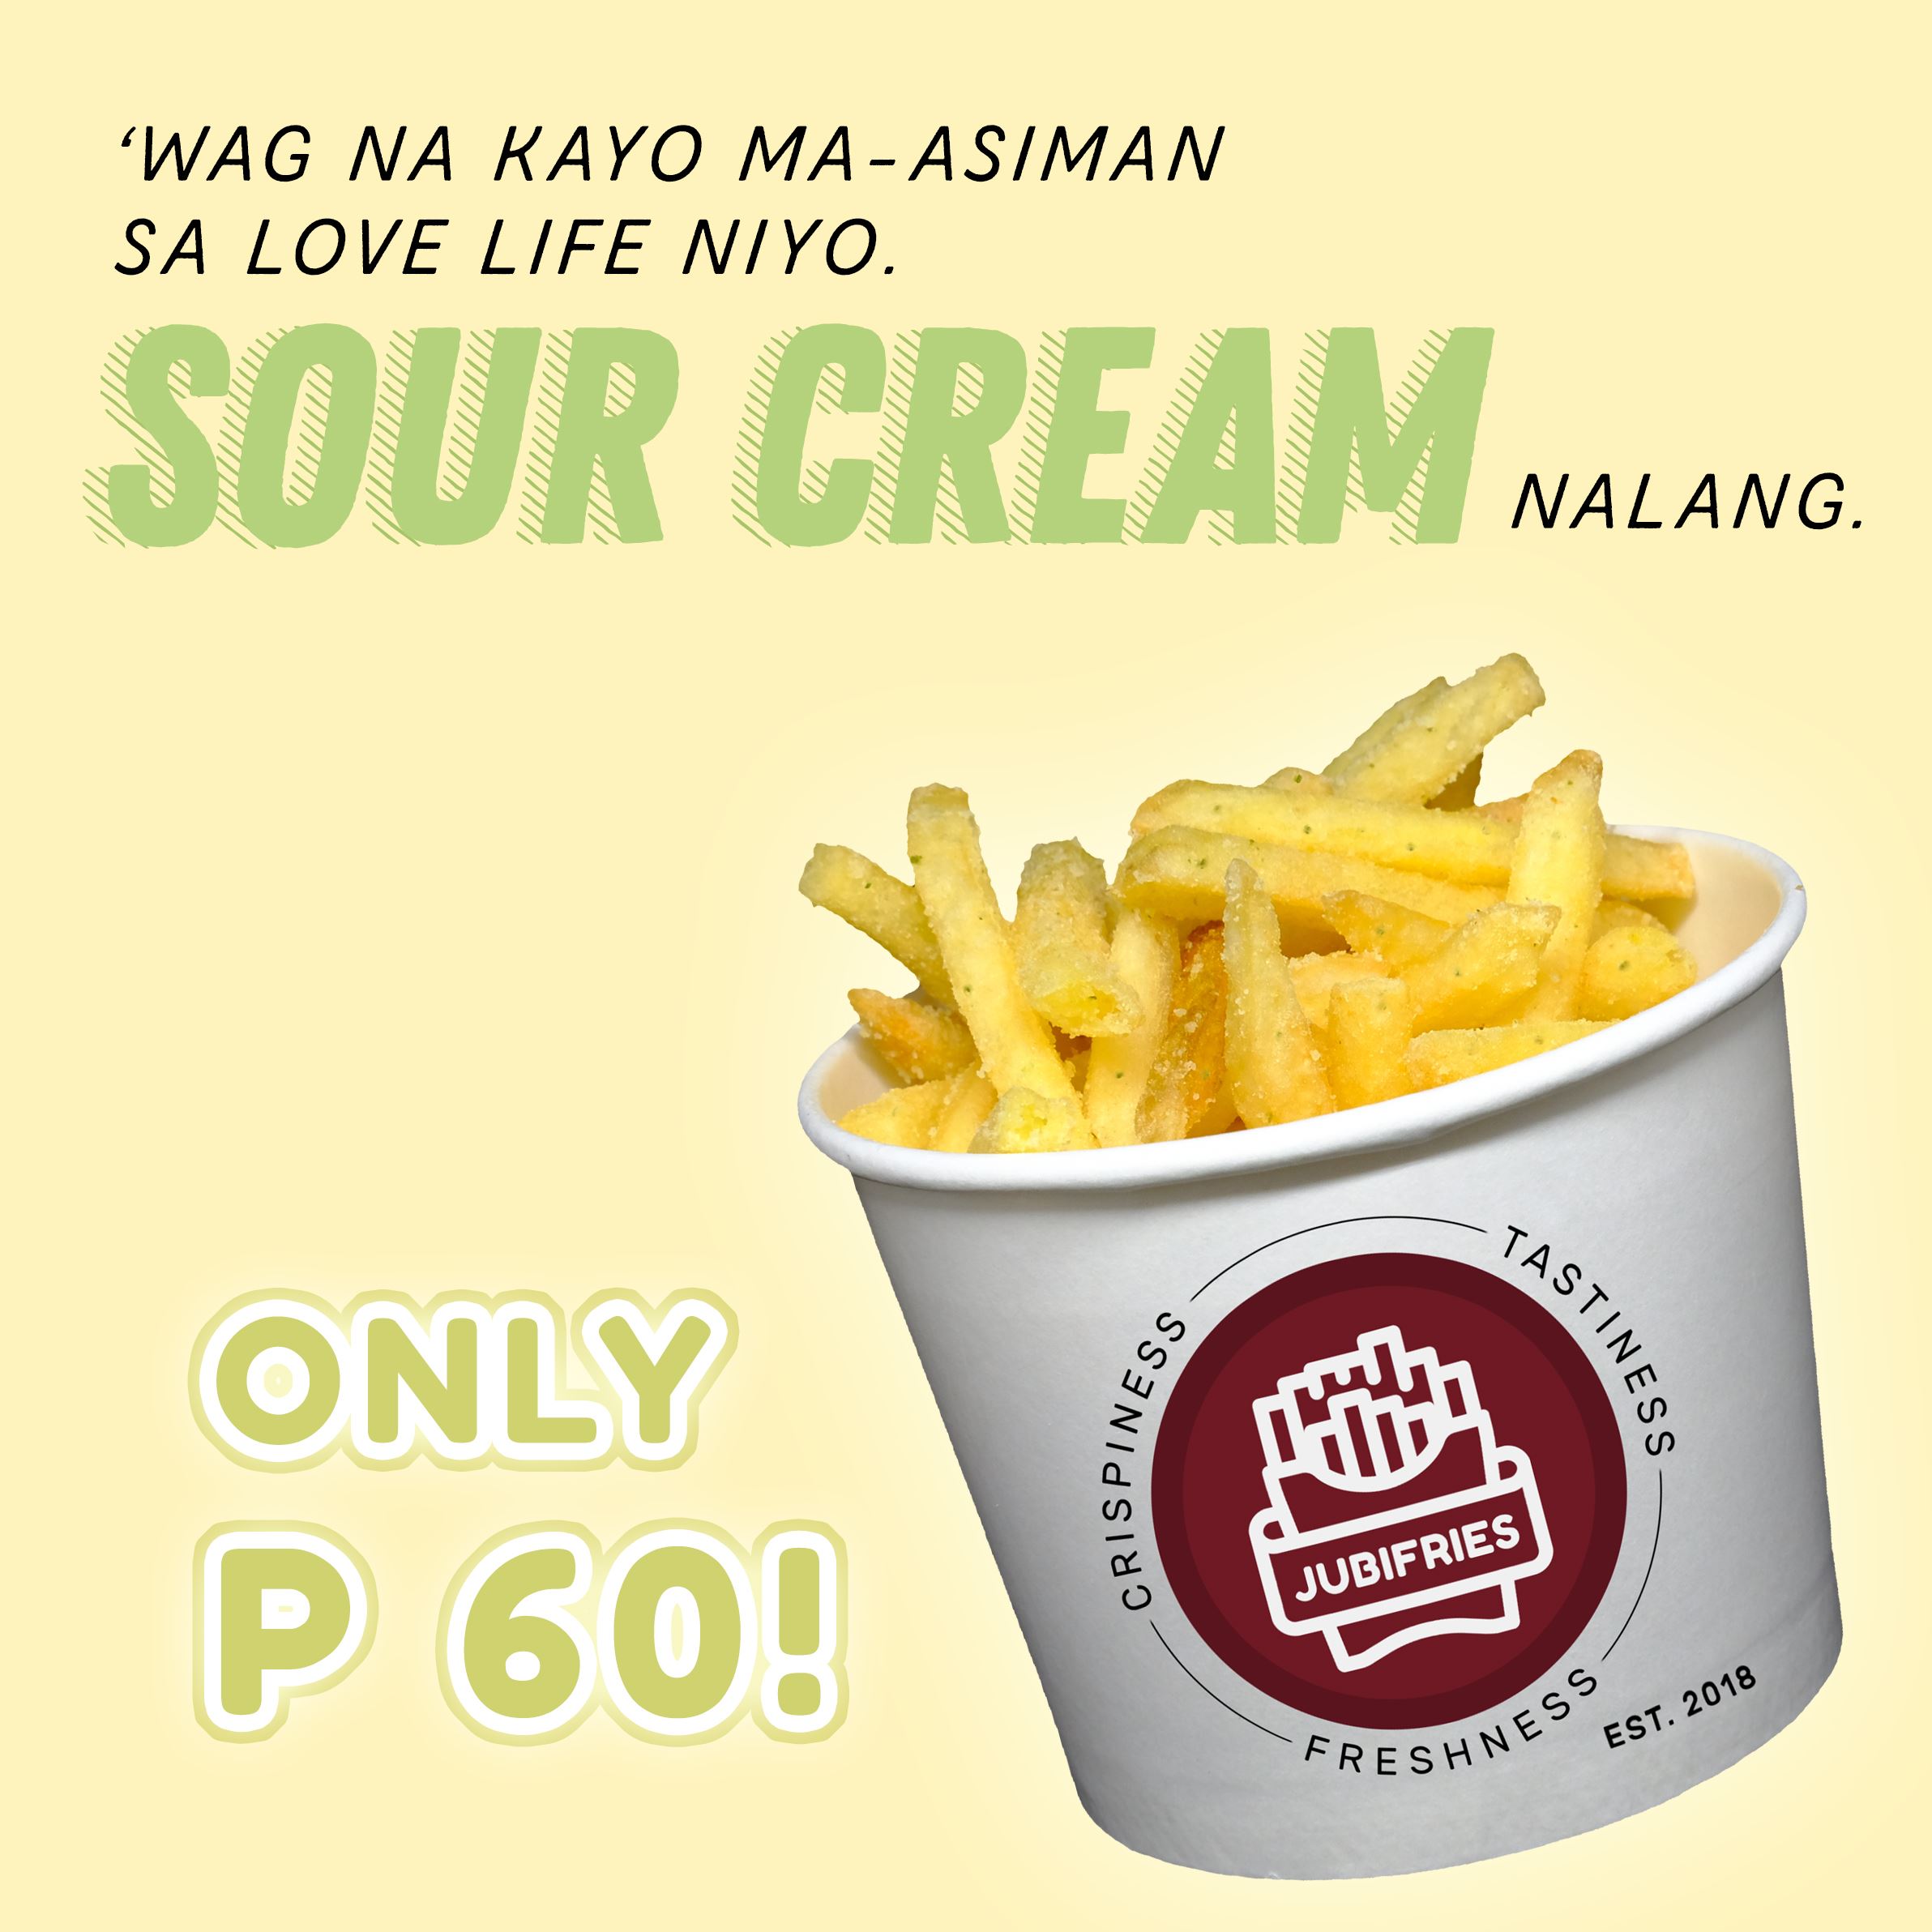 ‘WAG NA KAYO MA-ASIMAN
SA LOVE LIFE NIYO.
SOUR CREAM NALANG.
ONLY
P 60!
CRISPINESS
TASTINESS
JUBIFRIES
FRESHNESS
EST. 2018